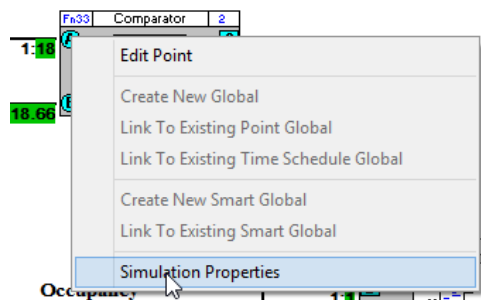 Fn33 Comparator 2
1:18 A
Edit Point
Create New Global
18.66
Link To Existing Point Global
Link To Existing Time Schedule Global
Create New Smart Global
Link To Existing Smart Global
Simulation Properties
Occupancy